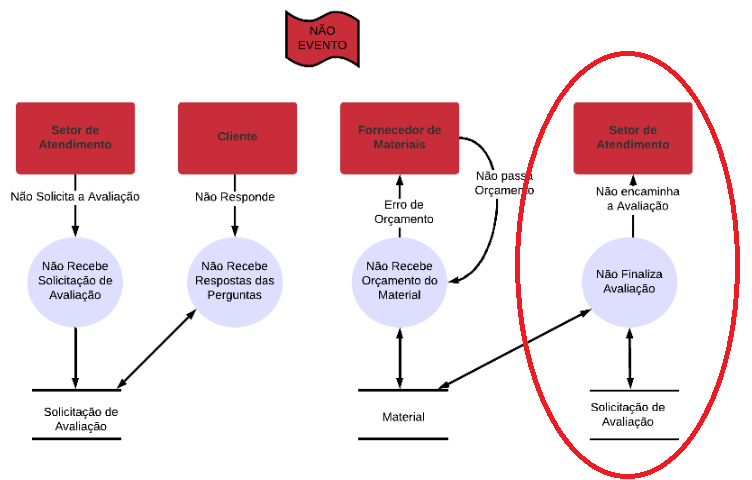 NÃO
EVENTO
Setor de
Atendimento
Cliente
Fornecedor de
Materiais
Setor de
Atendimento
Não Solicita a Avaliação
Não Responde
Erro de
Orçamento
Não passa
Orçamento
Não encaminha
a Avaliação
Não Recebe
Solicitação de
Avaliação
Não Recebe
Respostas das
Perguntas
Não Recebe
Orçamento do
Material
Não Finaliza
Avaliação
Solicitação de
Avaliação
Material
Solicitação de
Avaliação